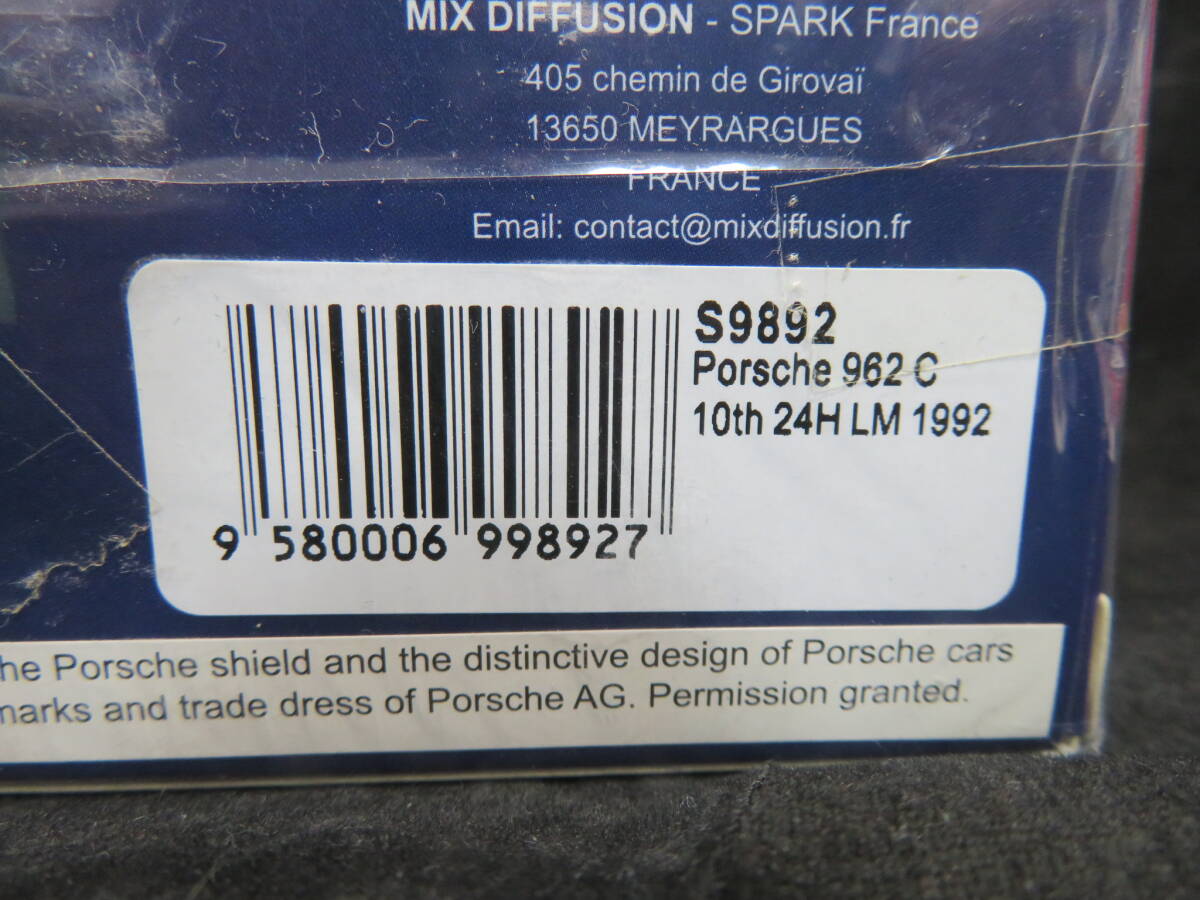 MIX DIFFUSION - SPARK France
405 chemin de Girovaï
13650 MEYRARGUES
FRANCE
Email: contact@mixdiffusion.fr
S9892
Porsche 962 C
10th 24H LM 1992
9 580006 998927
he Porsche shield and the distinctive design of Porsche cars
marks and trade dress of Porsche AG. Permission granted.